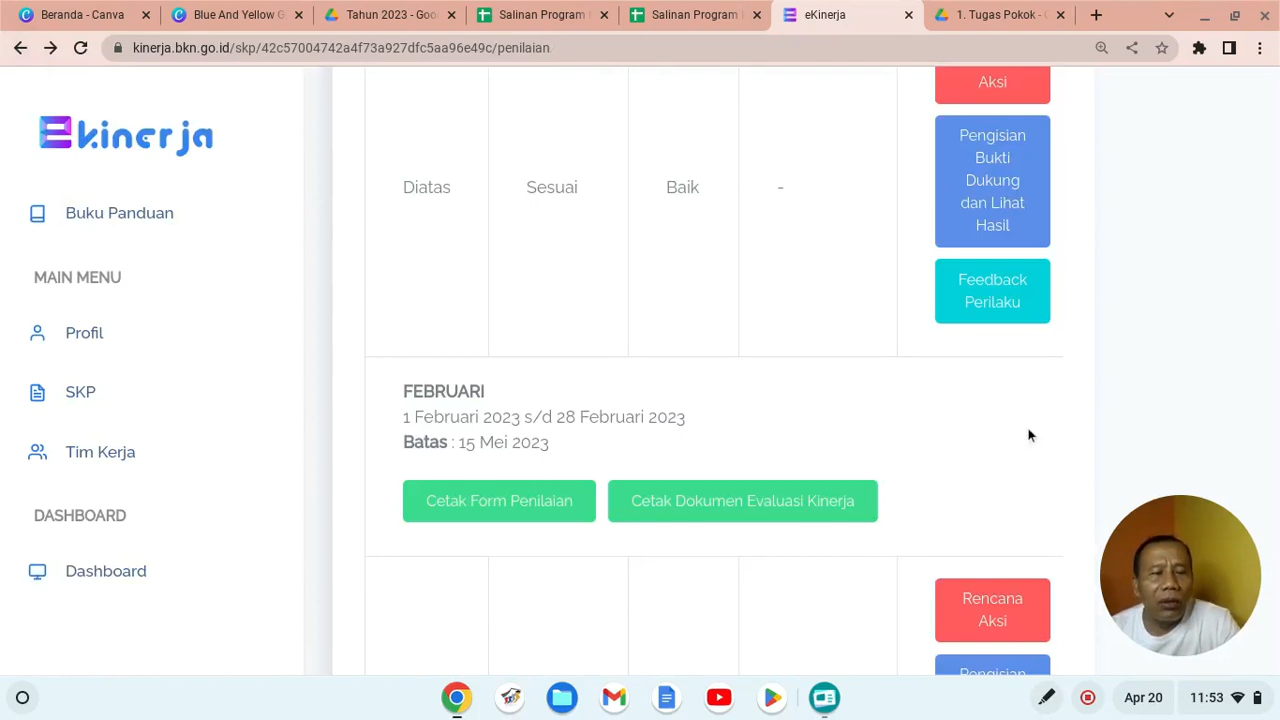 Beranda - Canva
Blue And Yellow G
Tahun 2023 - Goo
Salinan Program
Salinan Program
eKinerja
1. Tugas Pokok - G
kinerja.bkn.go.id/skp/42c57004742a4f73a927dfc5aa96e49c/penilaian
Ekinerja
Buku Panduan
MAIN MENU
Profil
SKP
Tim Kerja
DASHBOARD
Dashboard
Aksi
Pengisian
Bukti
Dukung
dan Lihat
Hasil
Diatas
Sesuai
Baik
-
Feedback
Perilaku
FEBRUARI
1 Februari 2023 s/d 28 Februari 2023
Batas : 15 Mei 2023
Cetak Form Penilaian
Cetak Dokumen Evaluasi Kinerja
Rencana
Aksi
Pengisian
Apr 20
11:53